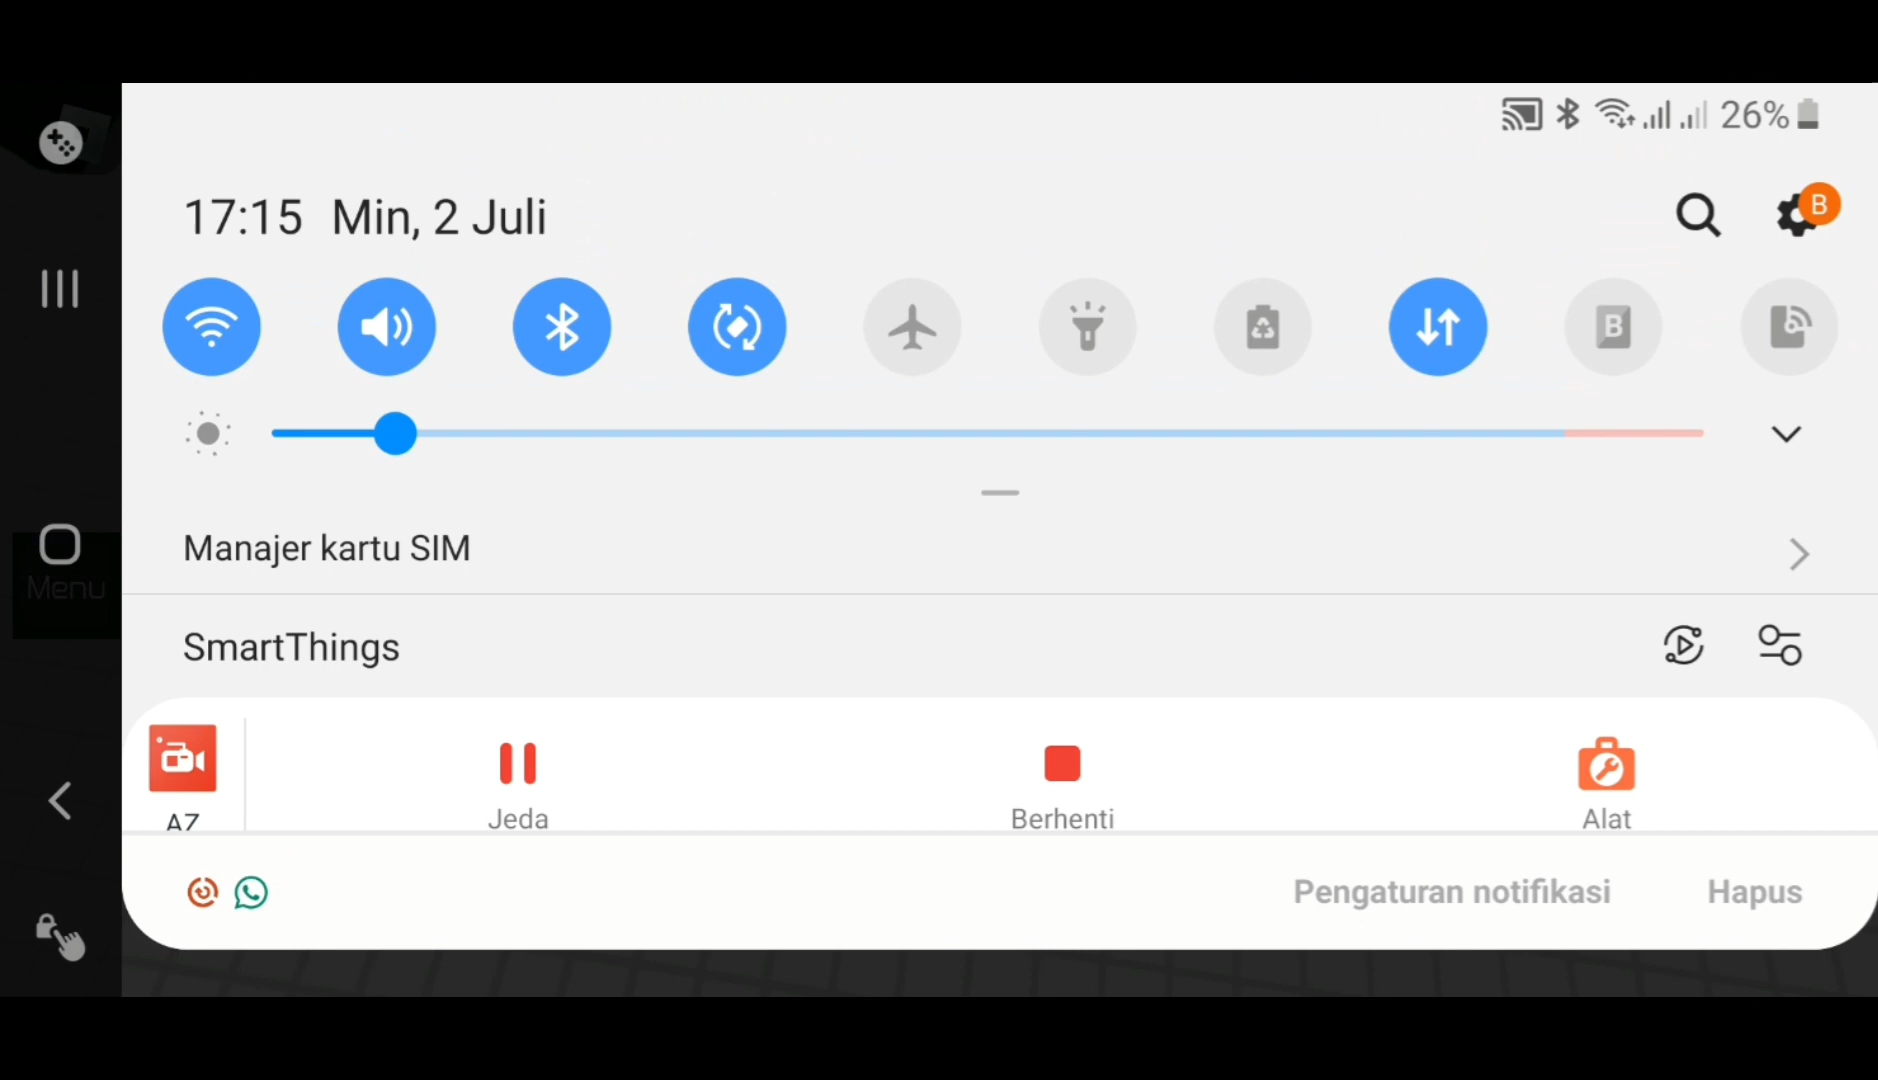 26%
17:15 Min, 2 Juli
B
B
Manajer kartu SIM
Menu
SmartThings
AZ
Jeda
Berhenti
Alat
Pengaturan notifikasi
Hapus